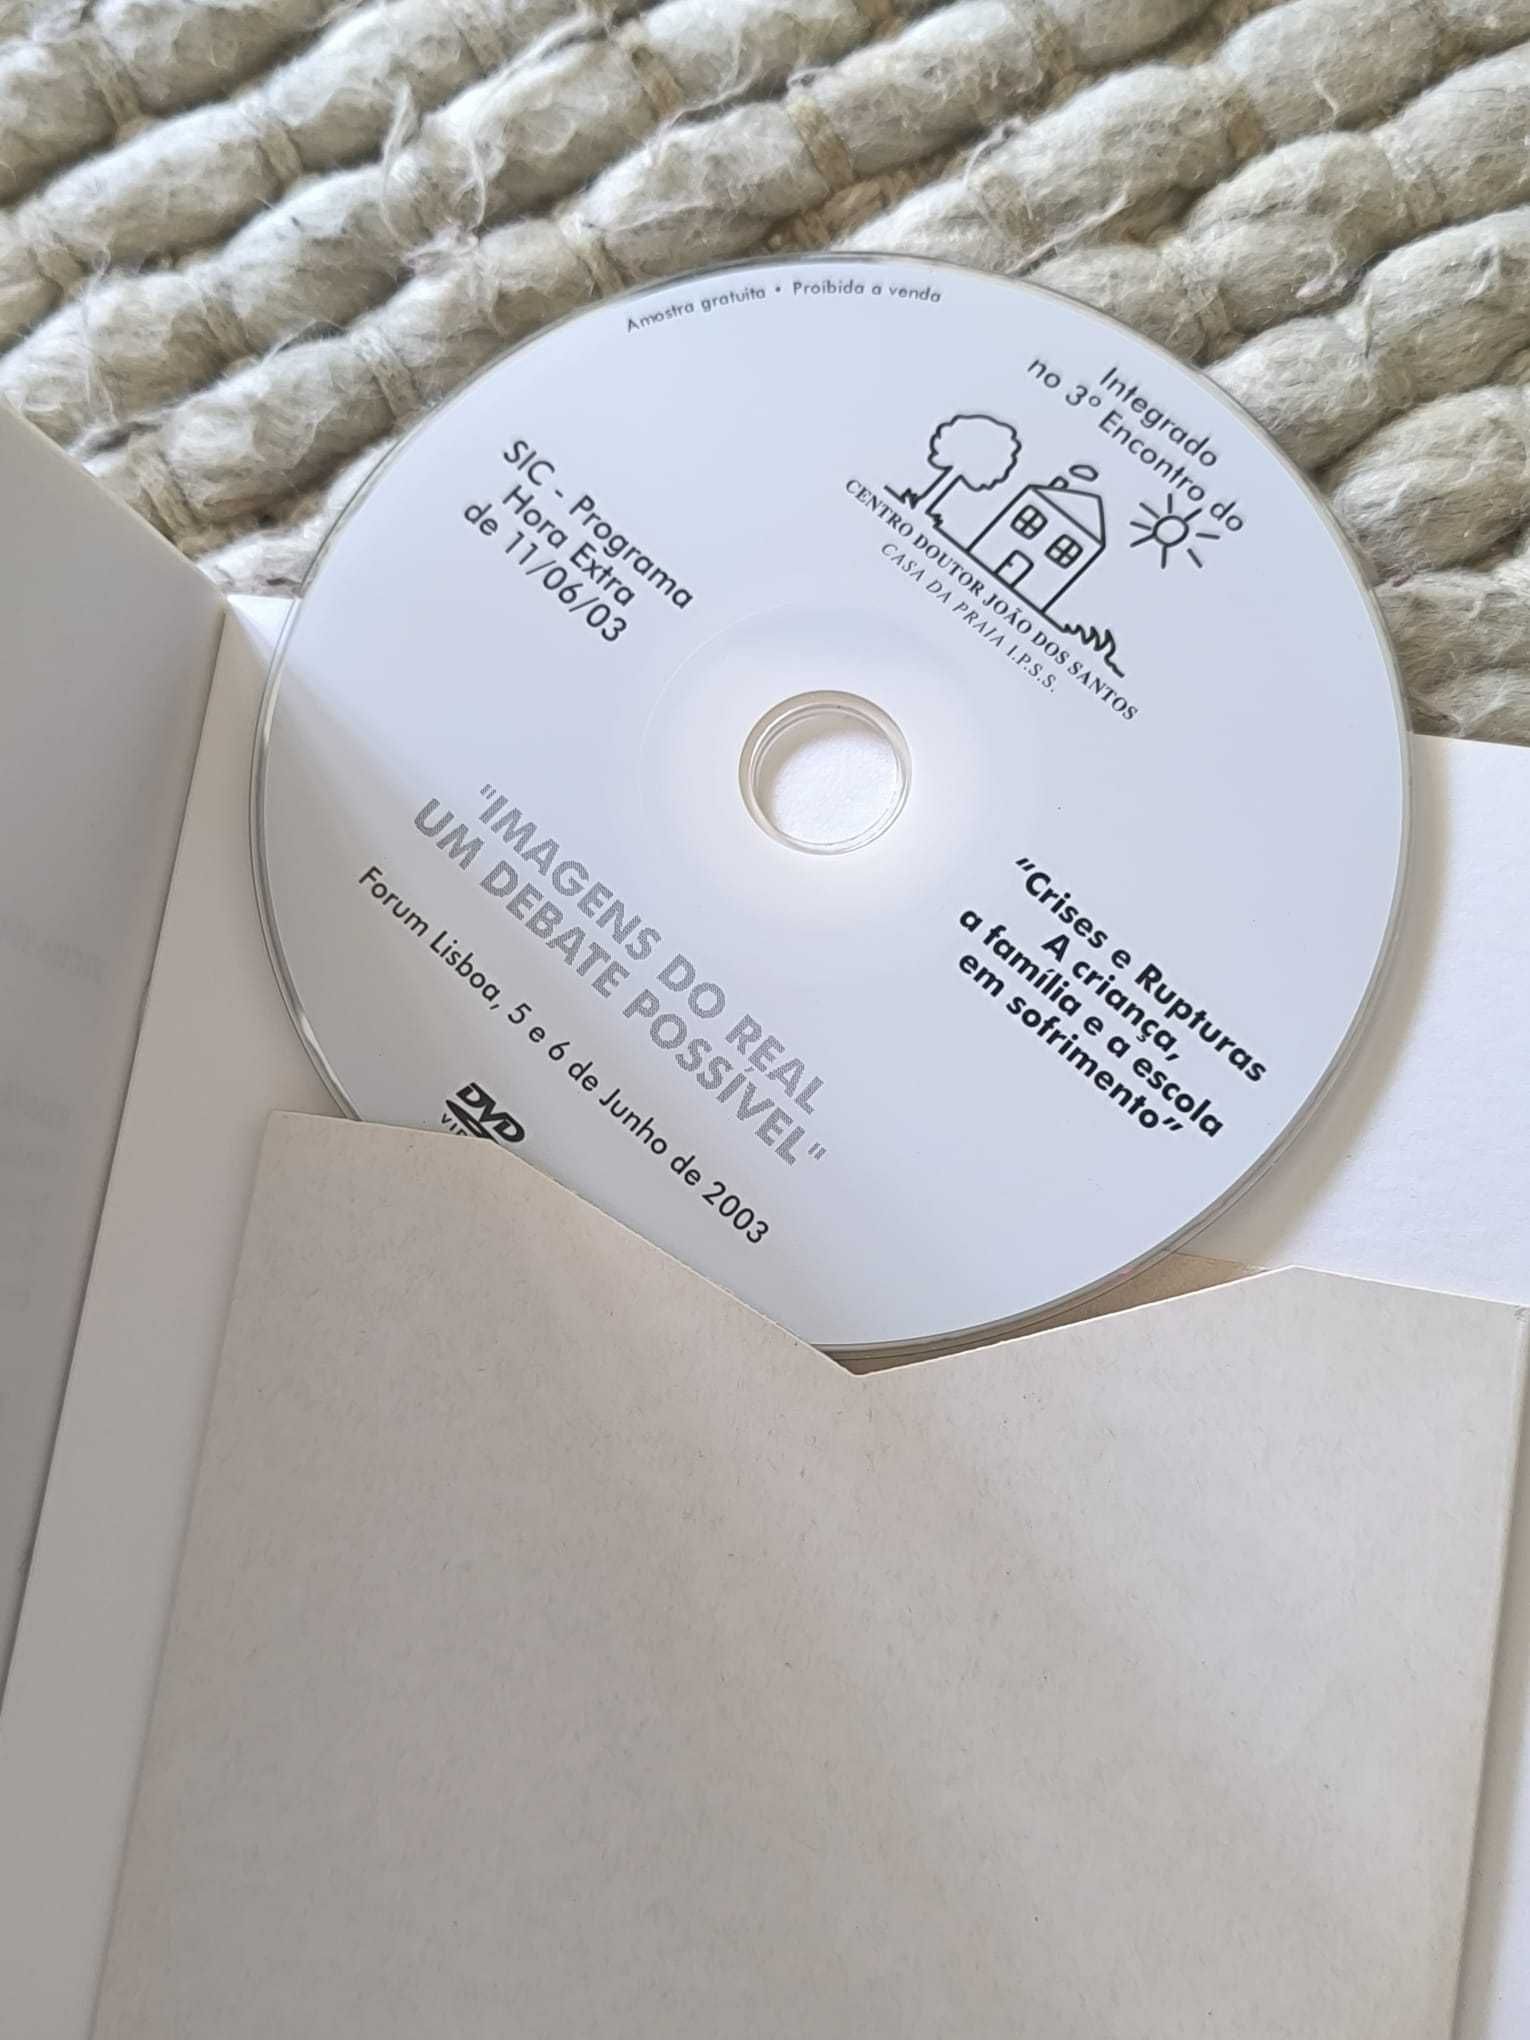 Amostra gratuita • Proibida a venda
Integrado
no 3º Encontro do
CENTRO DOUTOR JOÃO DOS SANTOS
CASA DA PRAIA I.P.S.S.
SIC - Programa
Hora Extra
de 11/06/03
"IMAGENS DO REAL
UM DEBATE POSSÍVEL"
Forum Lisboa, 5 e 6 de Junho de 2003
“Crises e Rupturas
A criança,
a família e a escola
em sofrimento”
DVD